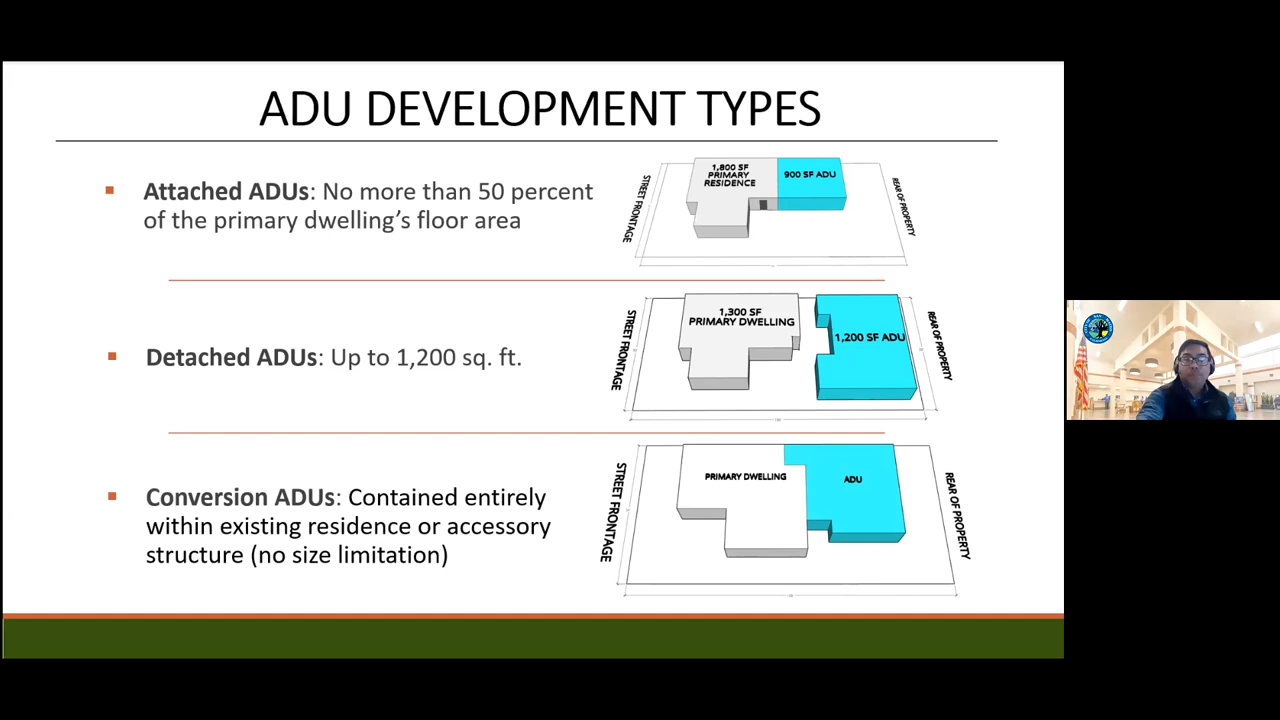 ADU DEVELOPMENT TYPES
▪ Attached ADUs: No more than 50 percent
of the primary dwelling’s floor area
STREET FRONTAGE
1,800 SF
PRIMARY
RESIDENCE
900 SF ADU
REAR OF PROPERTY
▪ Detached ADUs: Up to 1,200 sq. ft.
STREET FRONTAGE
1,300 SF
PRIMARY DWELLING
1,200 SF ADU
REAR OF PROPERTY
▪ Conversion ADUs: Contained entirely
within existing residence or accessory
structure (no size limitation)
STREET FRONTAGE
PRIMARY DWELLING
ADU
REAR OF PROPERTY